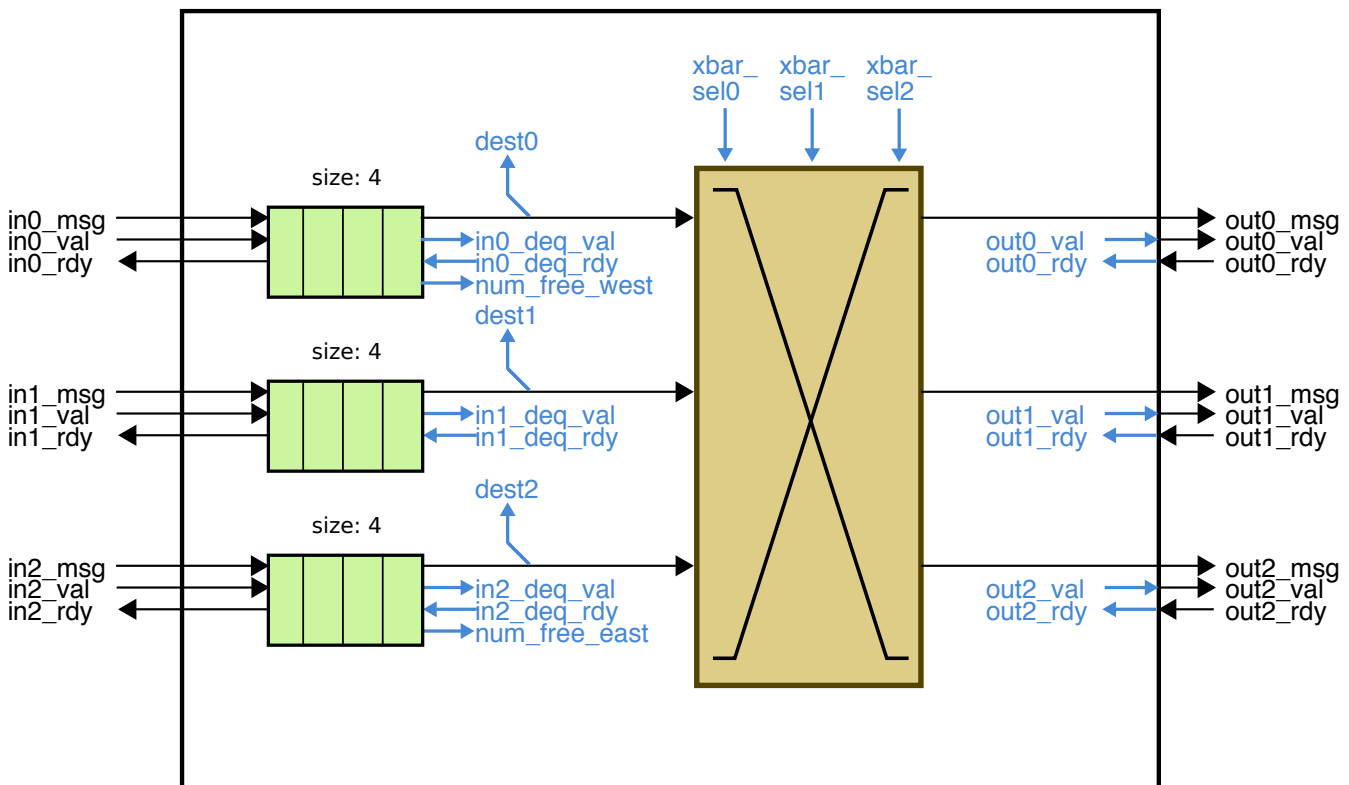 xbar_ xbar_ xbar_
sel0 sel1 sel2
dest0
size: 4
in0_msg
in0_val
in0_rdy
in0_deq_val
in0_deq_rdy
num_free_west
out0_val
out0_rdy
out0_msg
out0_val
out0_rdy
dest1
size: 4
in1_msg
in1_val
in1_rdy
in1_deq_val
in1_deq_rdy
out1_val
out1_rdy
out1_msg
out1_val
out1_rdy
dest2
size: 4
in2_msg
in2_val
in2_rdy
in2_deq_val
in2_deq_rdy
num_free_east
out2_val
out2_rdy
out2_msg
out2_val
out2_rdy